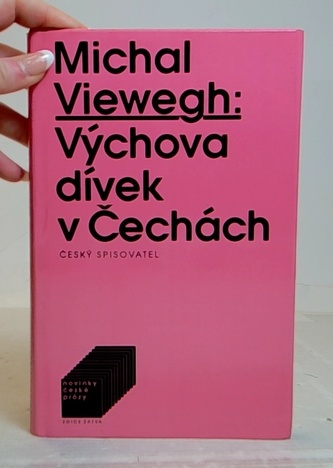 Michal
Viewegh:
Výchova
dívek
v Čechách
ČESKÝ SPISOVATEL
novinky
české
prózy
EDICE ŽATVA